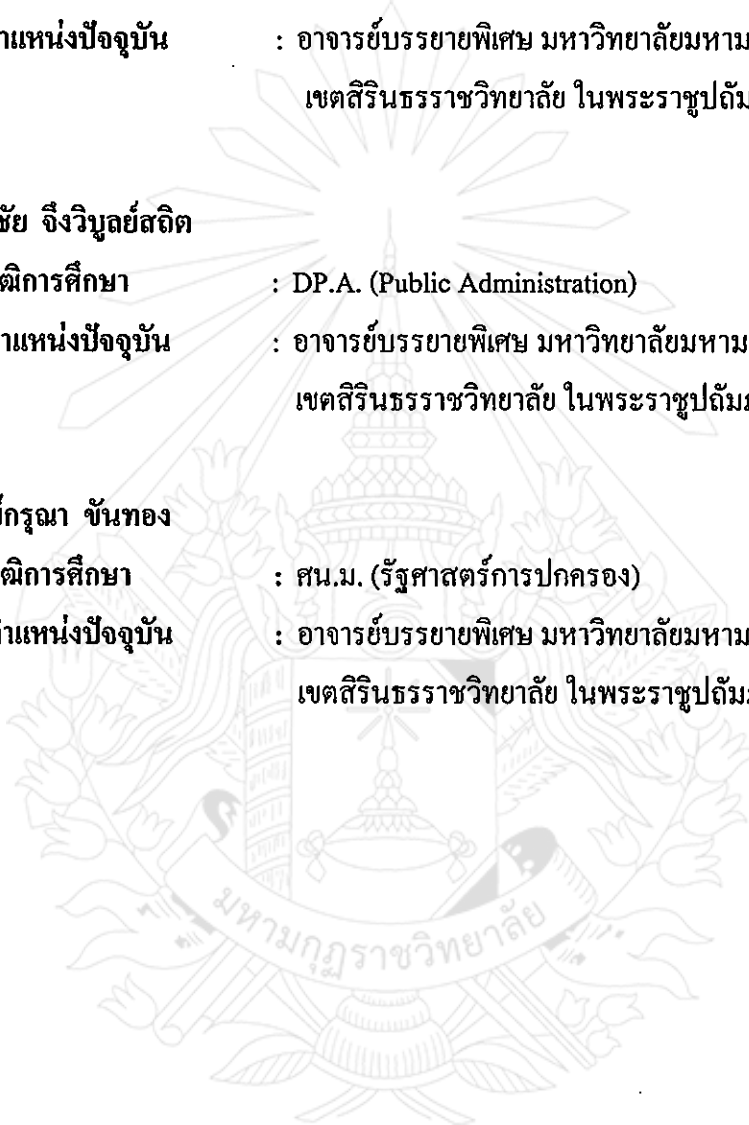 าแหน่งปัจจุบัน : อาจารย์บรรยายพิเศษ มหาวิทยาลัยมหาม
เขตสิรินธรราชวิทยาลัย ในพระราชูปถัม
ชัย จึงวิบูลย์สถิต
ฒิการศึกษา : DP.A. (Public Administration)
าแหน่งปัจจุบัน : อาจารย์บรรยายพิเศษ มหาวิทยาลัยมหาม
เขตสิรินธรราชวิทยาลัย ในพระราชูปถัมภ
์กรุณา ขันทอง
ฒิการศึกษา : ศน.ม. (รัฐศาสตร์การปกครอง)
าแหน่งปัจจุบัน : อาจารย์บรรยายพิเศษ มหาวิทยาลัยมหาม
เขตสิรินธรราชวิทยาลัย ในพระราชูปถัมภ
มหามกุฏราชวิทยาลัย